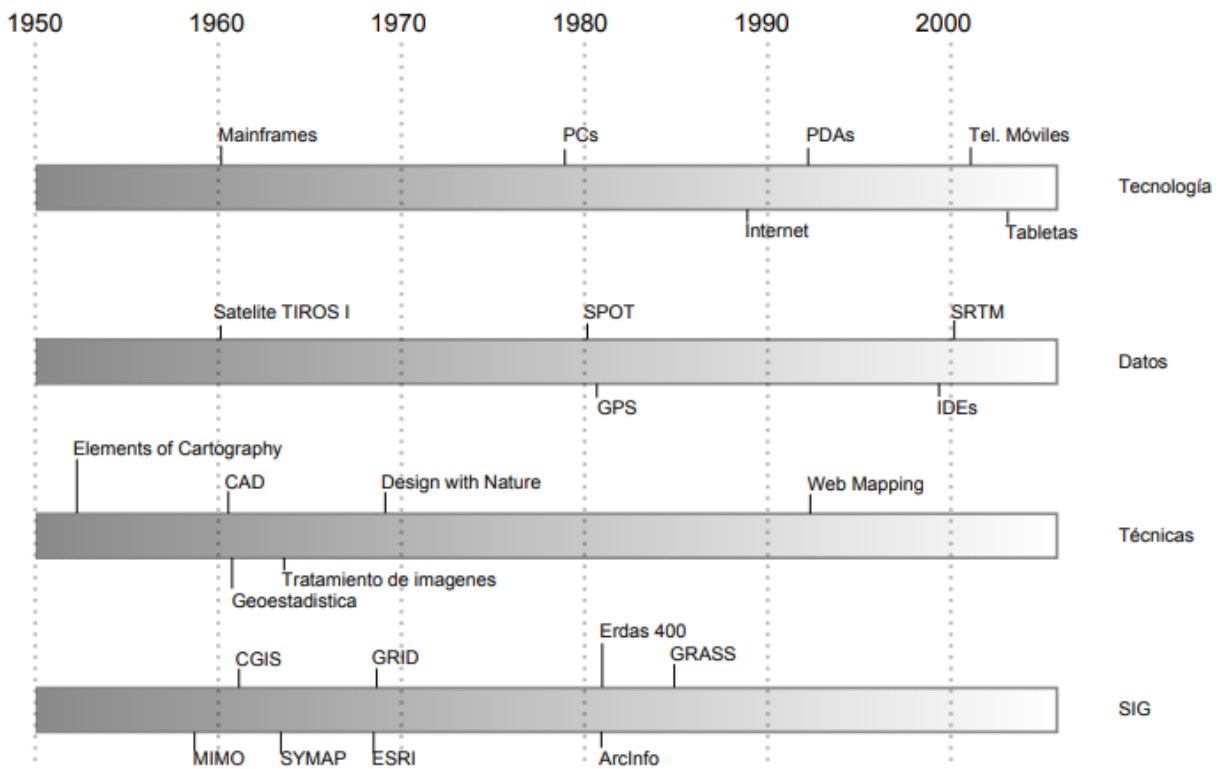 1950 1960 1970 1980 1990 2000
Mainframes PCs PDAs Tel. Móviles
Tecnología
Internet Tabletas
Satelite TIROS I SPOT SRTM
Datos
GPS IDEs
Elements of Cartography
CAD Design with Nature Web Mapping
Técnicas
Tratamiento de imagenes
Geoestadistica
Erdas 400
CGIS GRID GRASS
SIG
MIMO SYMAP ESRI ArcInfo